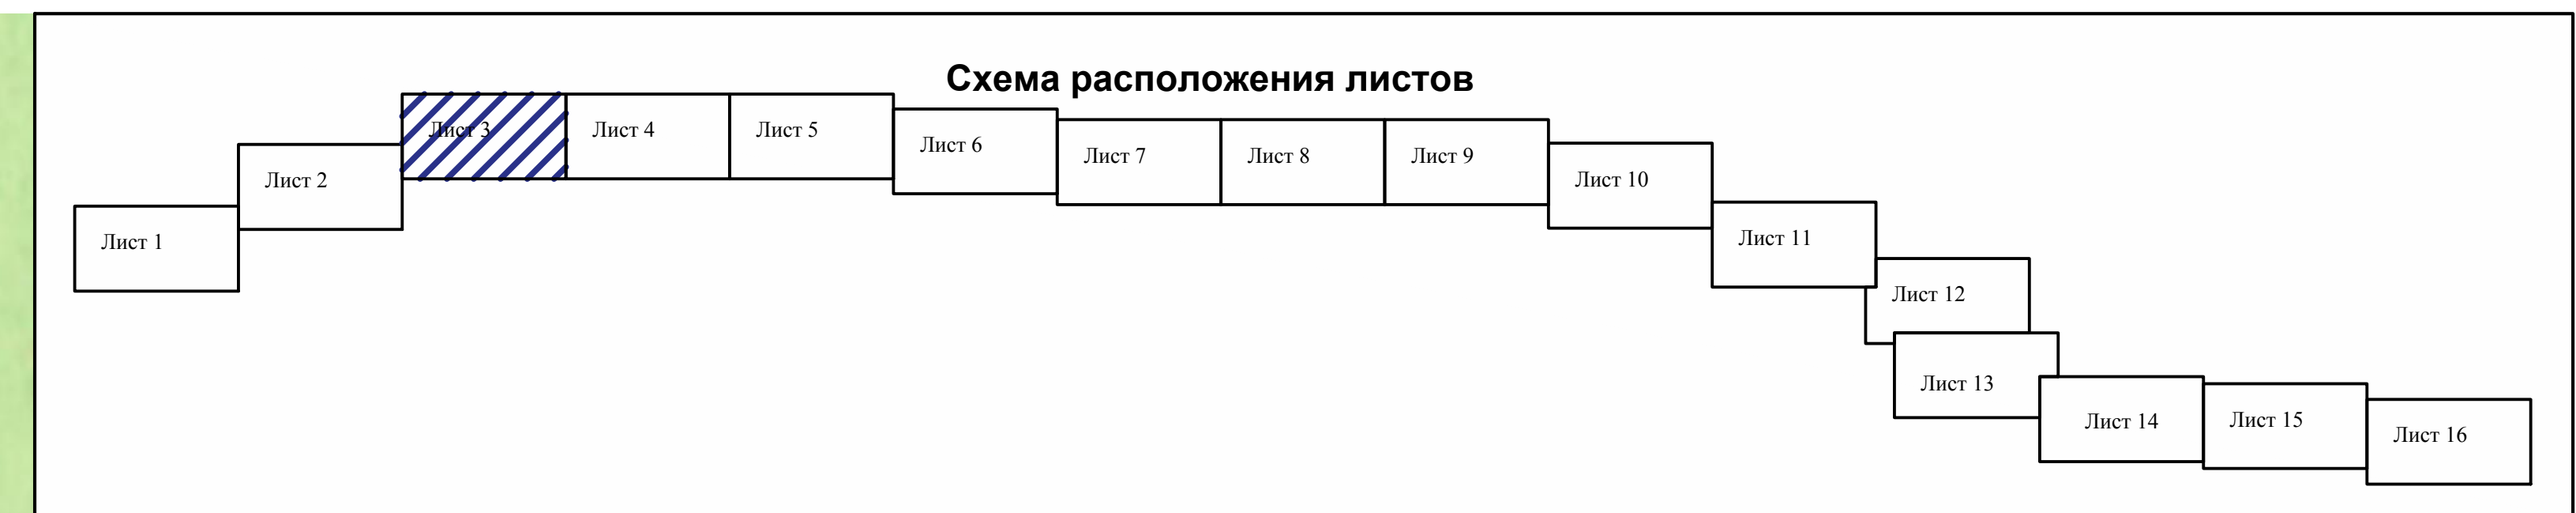 Схема расположения листов
Лист 1
Лист 2
Лист 3
Лист 4
Лист 5
Лист 6
Лист 7
Лист 8
Лист 9
Лист 10
Лист 11
Лист 12
Лист 13
Лист 14
Лист 15
Лист 16